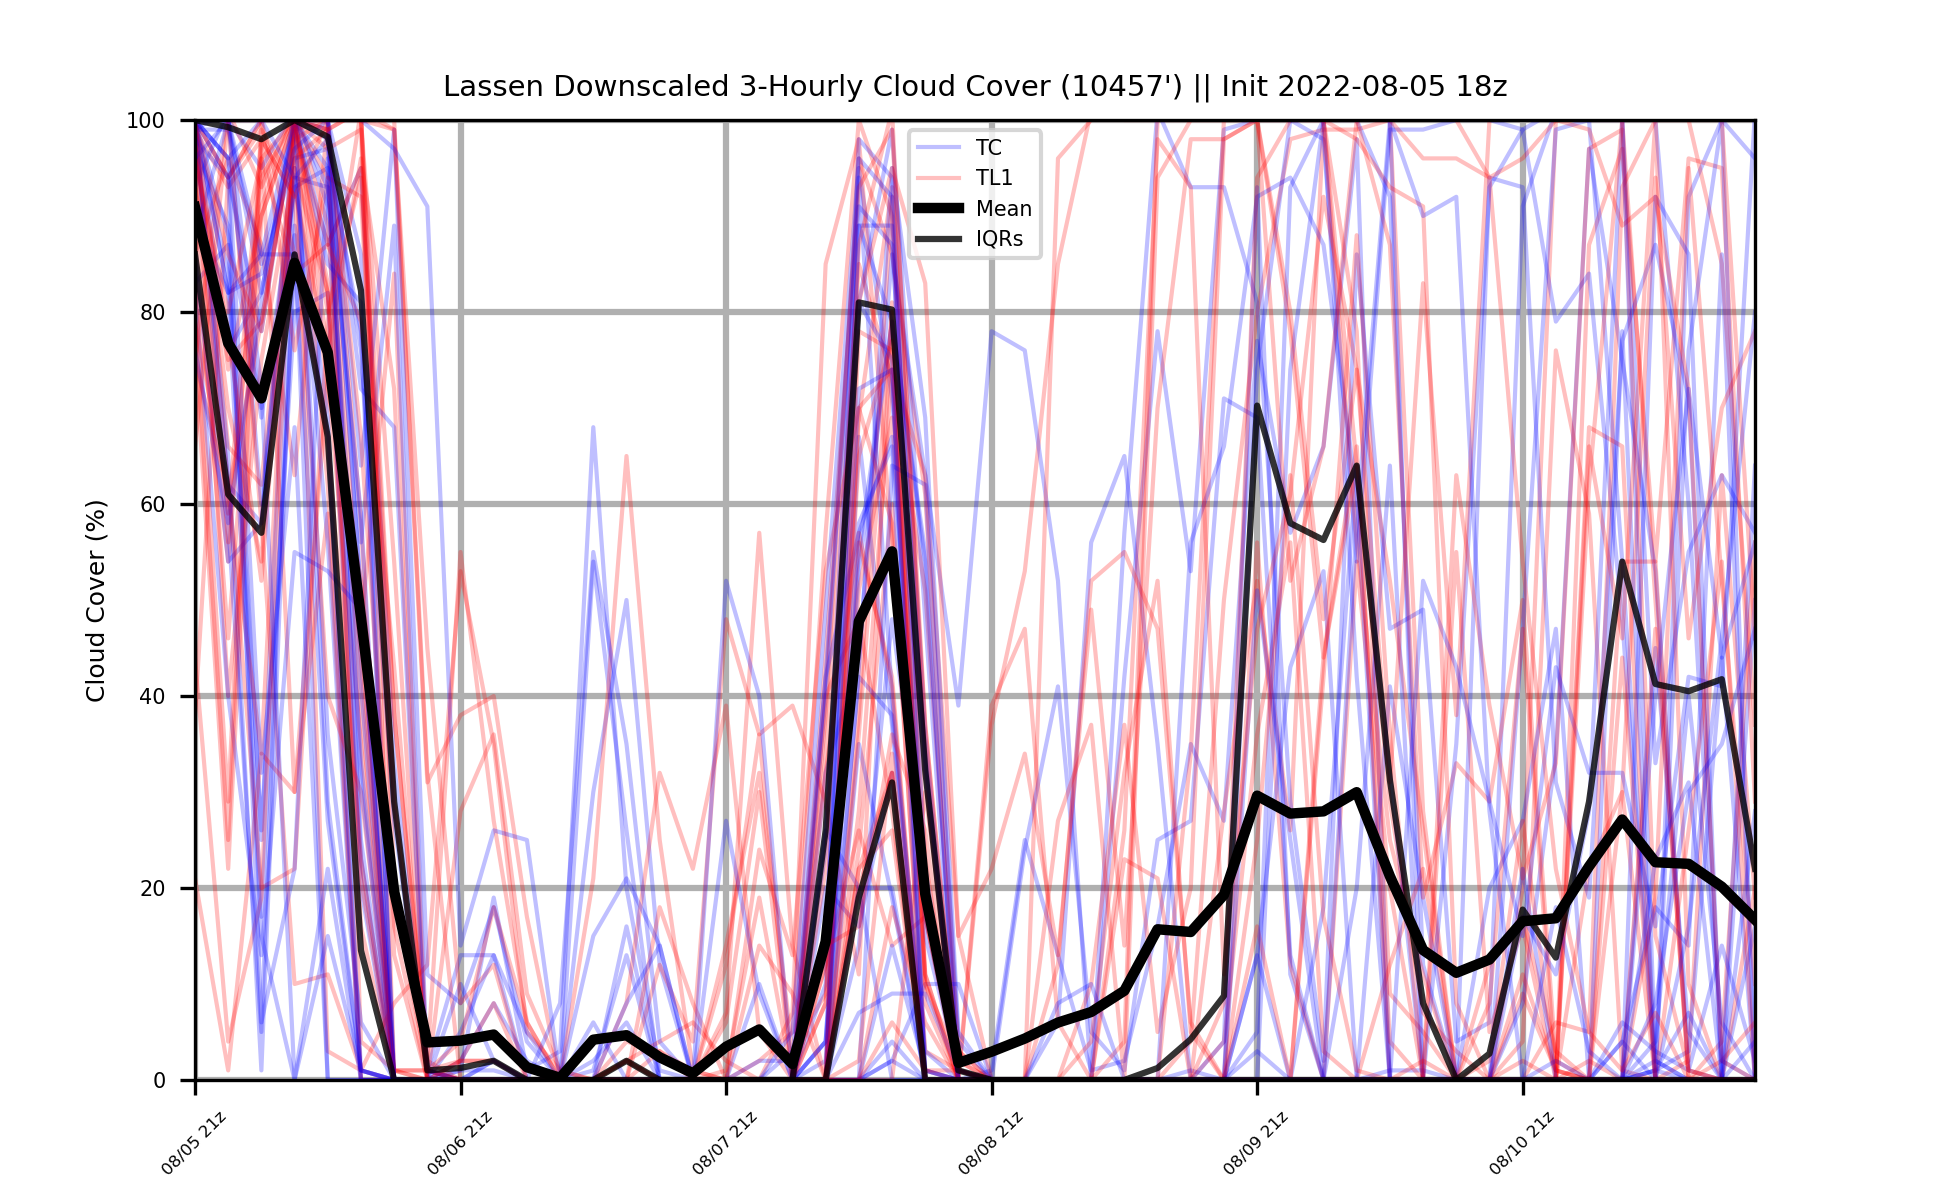 Lassen Downscaled 3-Hourly Cloud Cover (10457') || Init 2022-08-05 18z
TC
TL1
Mean
IQRs
Cloud Cover (%)
100
80
60
40
20
0
08/05 21z
08/06 21z
08/07 21z
08/08 21z
08/09 21z
08/10 21z